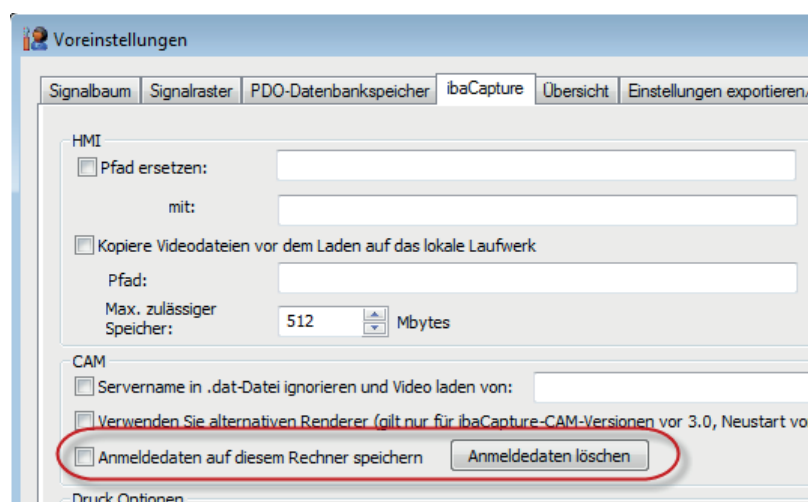 Voreinstellungen
Signalbaum Signalraster PDO-Datenbankspeicher ibaCapture Übersicht Einstellungen exportieren
HMI
Pfad ersetzen:
mit:
Kopiere Videodateien vor dem Laden auf das lokale Laufwerk
Pfad:
Max. zulässiger
Speicher:
512 Mbytes
CAM
Servername in .dat-Datei ignorieren und Video laden von:
Verwenden Sie alternativen Renderer (gilt nur für ibaCapture-CAM-Versionen vor 3.0, Neustart vo
Anmeldedaten auf diesem Rechner speichern Anmeldedaten löschen
Druck Optionen